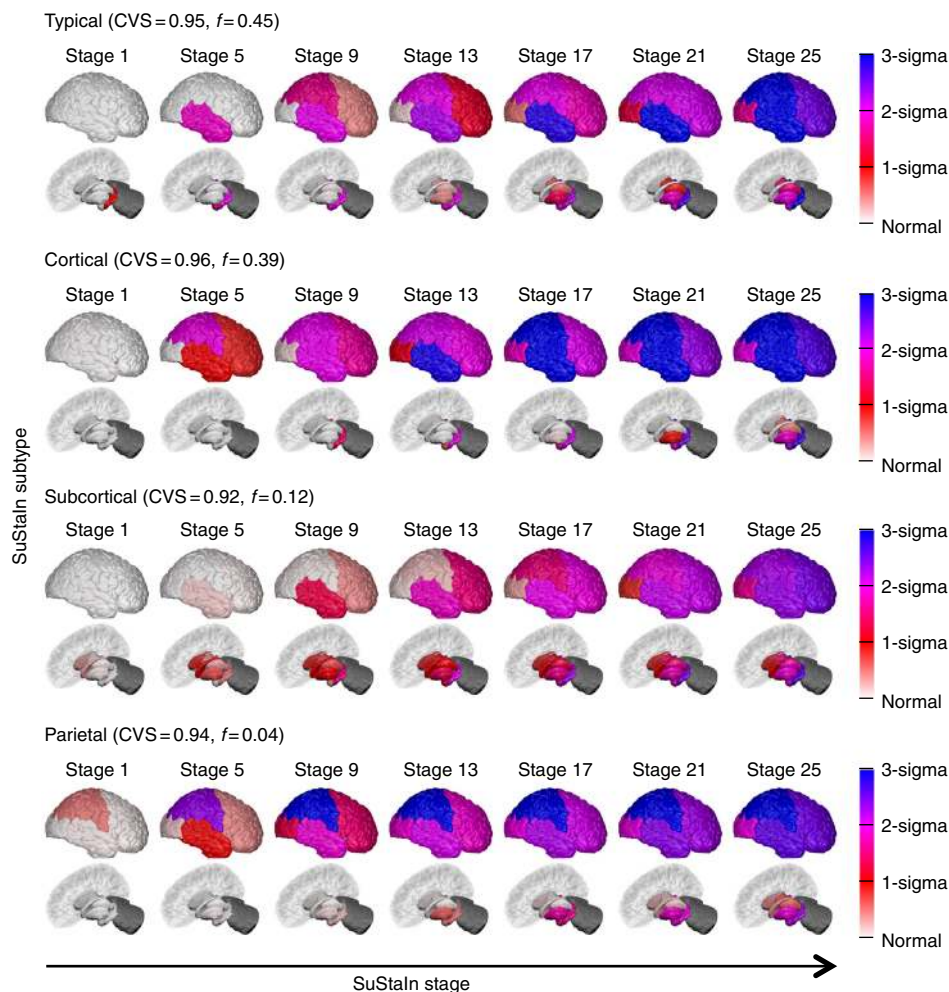 Typical (CVS = 0.95, f = 0.45)
Stage 1 Stage 5 Stage 9 Stage 13 Stage 17 Stage 21 Stage 25
3-sigma
2-sigma
1-sigma
Normal
Cortical (CVS = 0.96, f = 0.39)
Stage 1 Stage 5 Stage 9 Stage 13 Stage 17 Stage 21 Stage 25
3-sigma
2-sigma
1-sigma
Normal
SuStaIn subtype
Subcortical (CVS = 0.92, f = 0.12)
Stage 1 Stage 5 Stage 9 Stage 13 Stage 17 Stage 21 Stage 25
3-sigma
2-sigma
1-sigma
Normal
Parietal (CVS = 0.94, f = 0.04)
Stage 1 Stage 5 Stage 9 Stage 13 Stage 17 Stage 21 Stage 25
3-sigma
2-sigma
1-sigma
Normal
SuStaIn stage